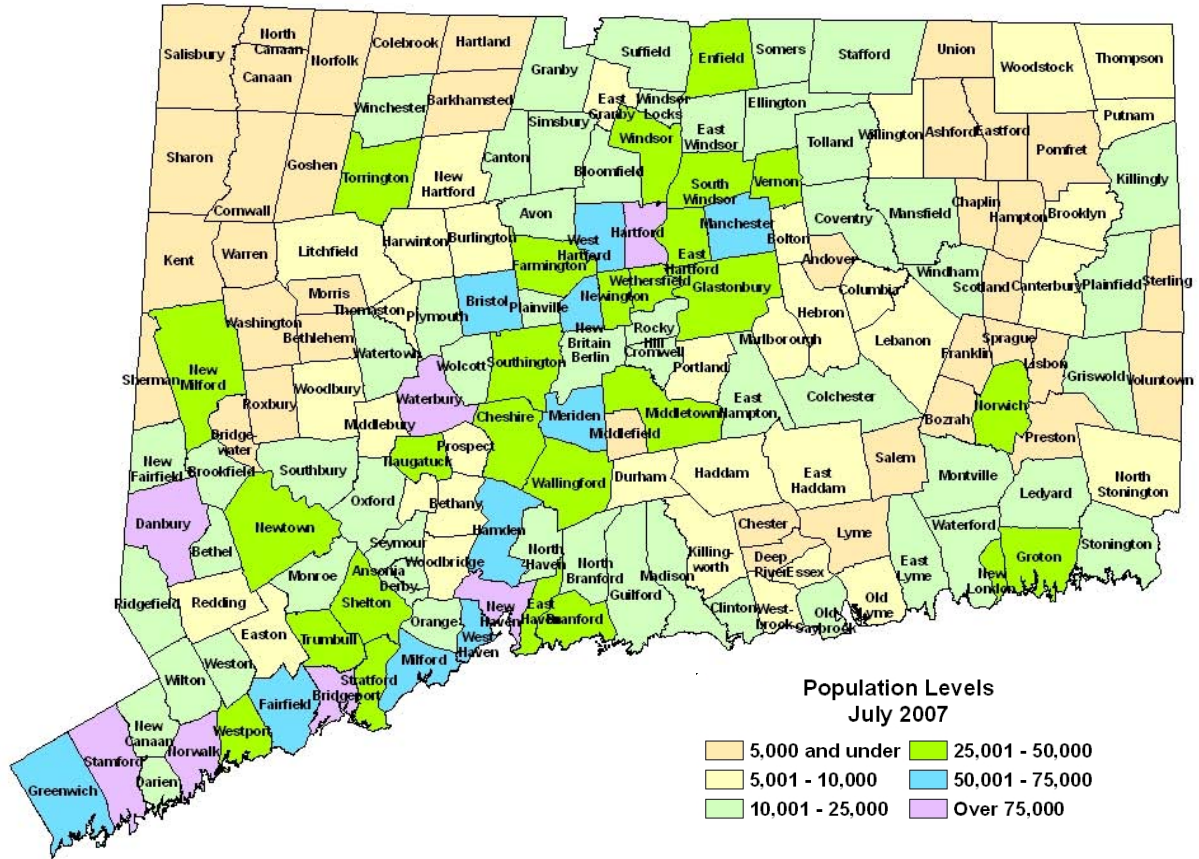 North
Canaan
Salisbury
Canaan
Norfolk
Colebrook
Hartland
Granby
Suffield
Enfield
Somers
Stafford
Union
Woodstock
Thompson
Winchester
Barkhamsted
East
Granby
Windsor
Locks
Simsbury
Windsor
East
Windsor
Ellington
Tolland
Willington
Ashford
Eastford
Putnam
Pomfret
Killingly
Sharon
Goshen
Torrington
New
Hartford
Canton
Bloomfield
South
Windsor
Vernon
Cornwall
Avon
Coventry
Mansfield
Chaplin
Hampton
Brooklyn
Kent
Warren
Litchfield
Harwinton
Burlington
Farmington
West
Hartford
Hartford
East
Hartford
Manchester
Bolton
Andover
Columbia
Windham
Scotland
Canterbury
Plainfield
Sterling
Washington
Morris
Bethlehem
Thomaston
Plymouth
Bristol
Plainville
New
Britain
Newington
Wethersfield
Glastonbury
Rocky
Hill
Berlin
Cromwell
Portland
Marlborough
Hebron
Lebanon
Franklin
Sprague
Lisbon
Griswold
Voluntown
Sherman
New
Milford
Roxbury
Woodbury
Watertown
Wolcott
Southington
Waterbury
Middlebury
Cheshire
Meriden
Middletown
Middlefield
East
Hampton
Colchester
Bozrah
Norwich
Preston
Bridge-
water
New
Fairfield
Brookfield
Southbury
Naugatuck
Prospect
Wallingford
Durham
Haddam
East
Haddam
Salem
Montville
Ledyard
North
Stonington
Danbury
Bethel
Newtown
Oxford
Bethany
Hamden
Seymour
Woodbridge
North
Haven
North
Branford
Madison
Guilford
Killing-
worth
Chester
Deep
River
Essex
Lyme
East
Lyme
Waterford
New
London
Groton
Stonington
Ridgefield
Redding
Monroe
Ansonia
Derby
Shelton
Orange
New
Haven
East
Haven
Branford
Clinton
West-
brook
Old
Saybrook
Old
Lyme
Easton
Trumbull
Weston
Wilton
Milford
West
Haven
Stratford
Bridgeport
Fairfield
Westport
New
Canaan
Norwalk
Darien
Stamford
Greenwich
Population Levels
July 2007
5,000 and under
25,001 - 50,000
5,001 - 10,000
50,001 - 75,000
10,001 - 25,000
Over 75,000